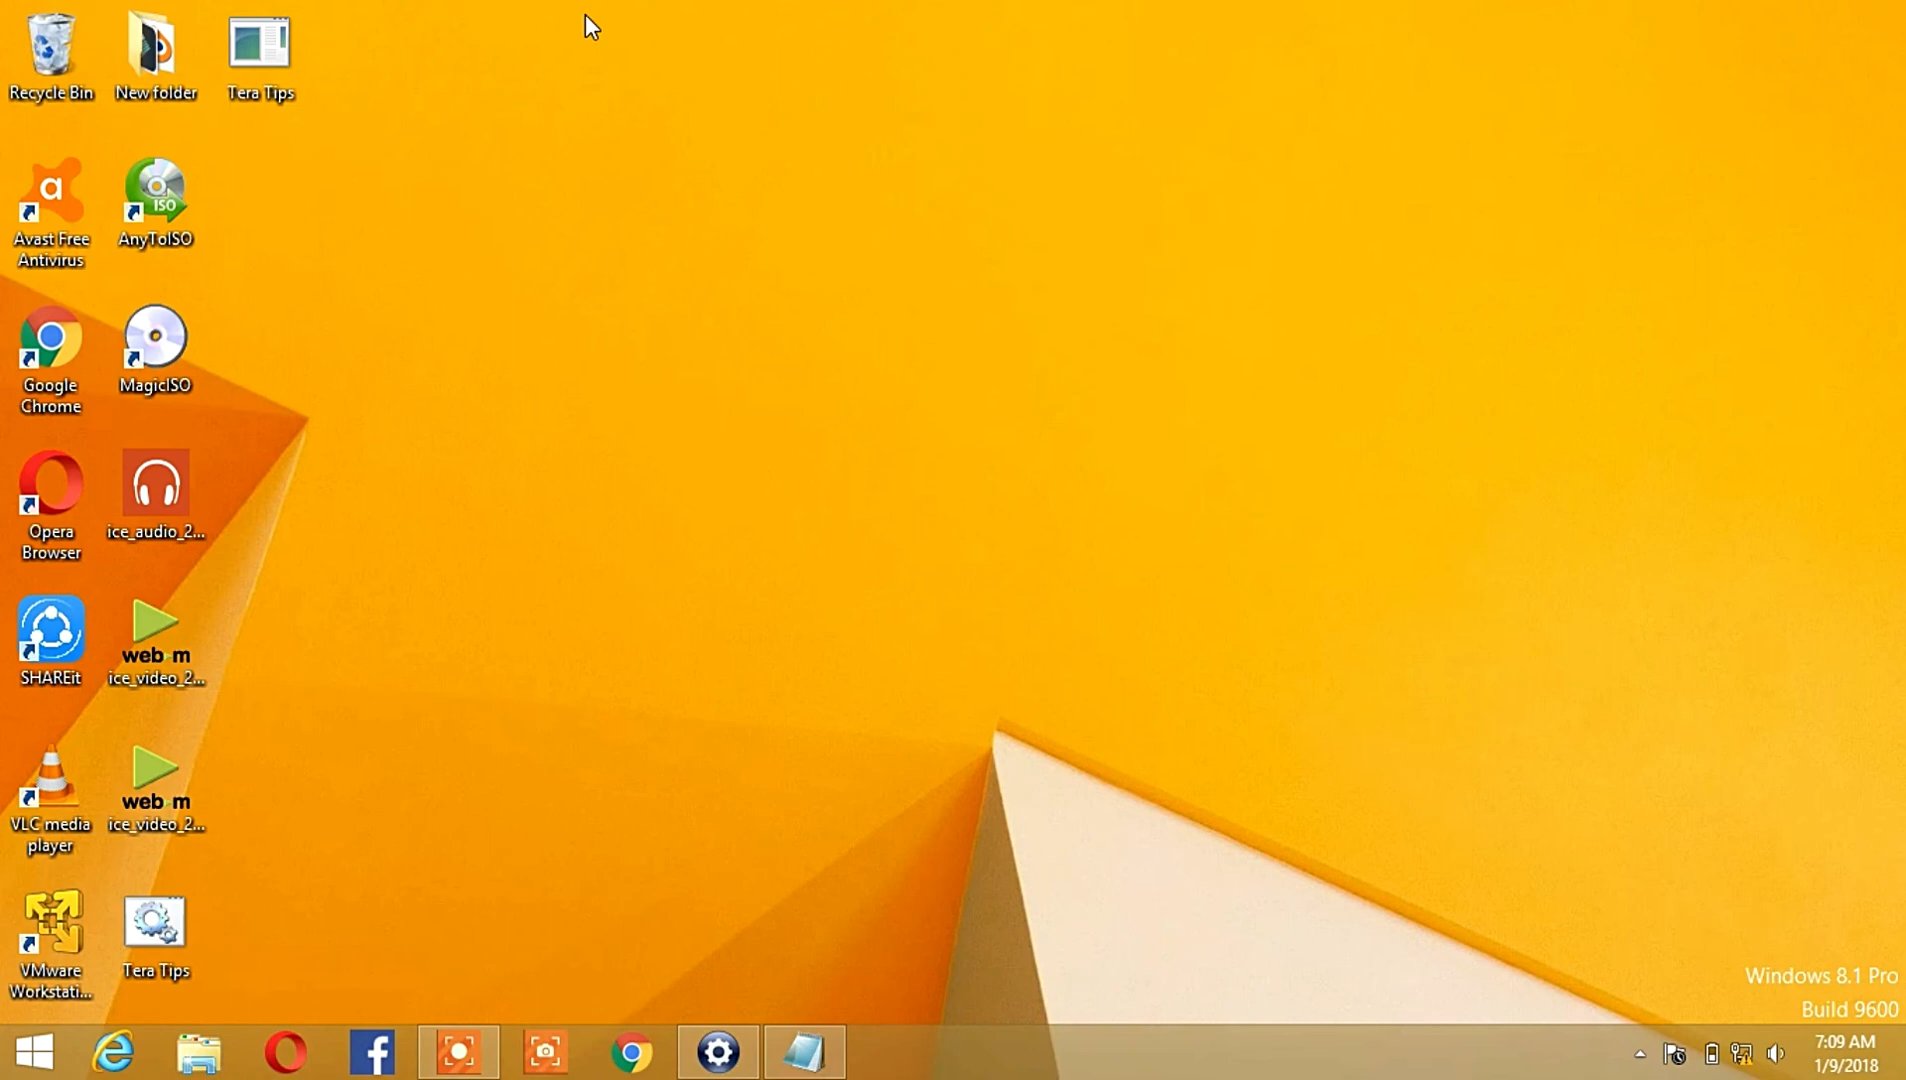 Recycle Bin
New folder
Tera Tips
a
Avast Free
Antivirus
ISO
AnyToISO
Google
Chrome
MagicISO
Opera
Browser
ice_audio_2...
SHAREit
web m
ice_video_2...
VLC media
player
web m
ice_video_2...
VMware
Workstati...
Tera Tips
Windows 8.1 Pro
Build 9600
f
7:09 AM
1/9/2018